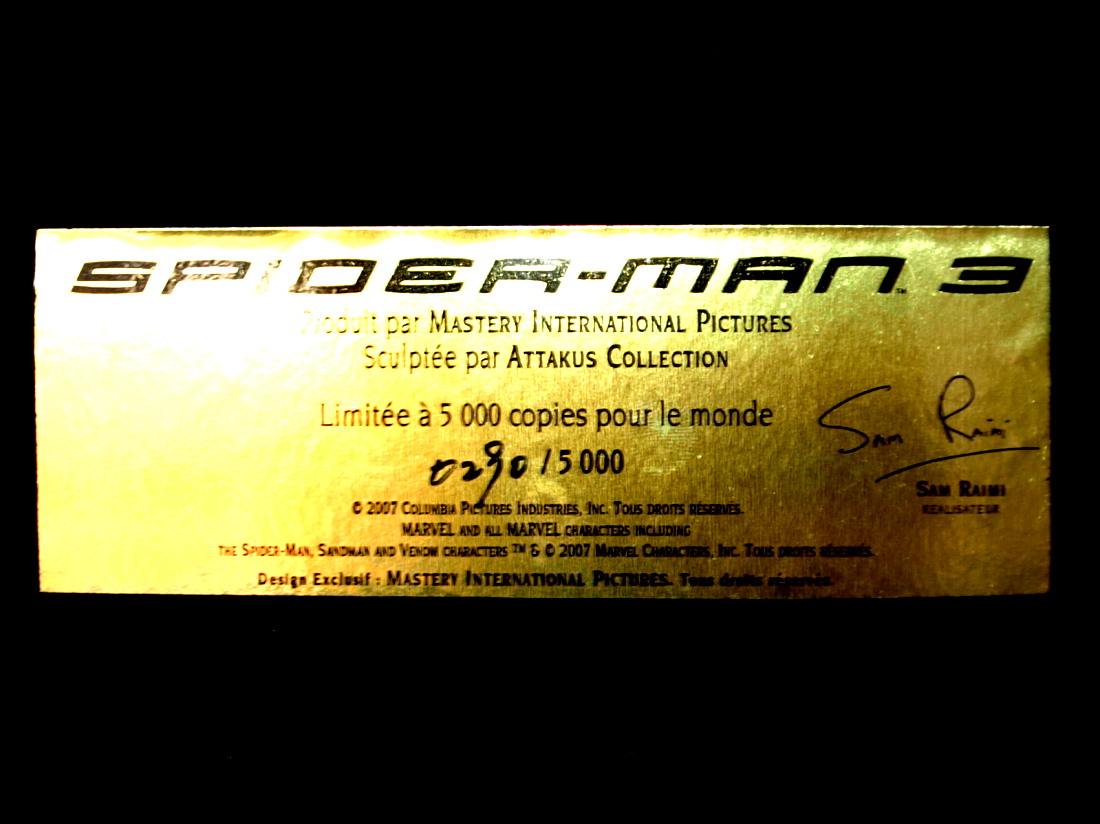 SPIDER-MAN™ 3
Produit par MASTERY INTERNATIONAL PICTURES
Sculptée par ATTAKUS COLLECTION
Limitée à 5 000 copies pour le monde
0290 / 5 000
Sam Raimi
SAM RAIMI
REALISATEUR
© 2007 COLUMBIA PICTURES INDUSTRIES, INC. TOUS DROITS RÉSERVÉS.
MARVEL AND ALL MARVEL CHARACTERS INCLUDING
THE SPIDER-MAN, SANDMAN AND VENOM CHARACTERS ™ & © 2007 MARVEL CHARACTERS, INC. TOUS DROITS RÉSERVÉS.
Design Exclusif : MASTERY INTERNATIONAL PICTURES. Tous droits réservés.